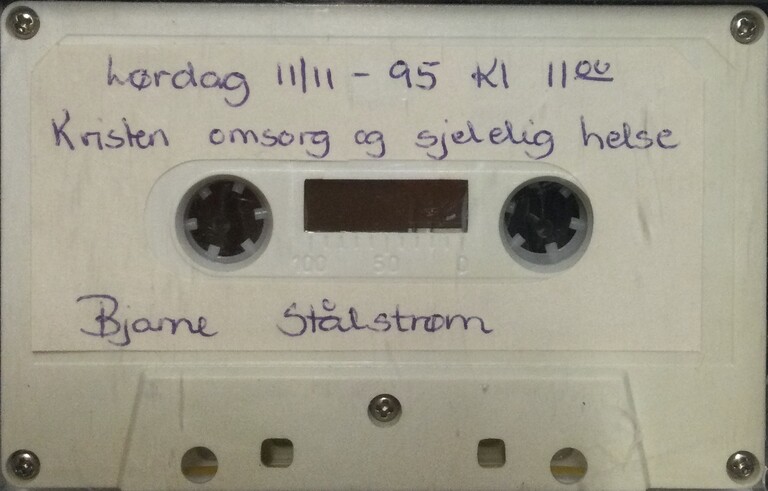 Lørdag 11/11 - 95 Kl 11⁰⁰
Kristen omsorg og sjelelig helse
100 50 0
Bjarne Stålstrøm